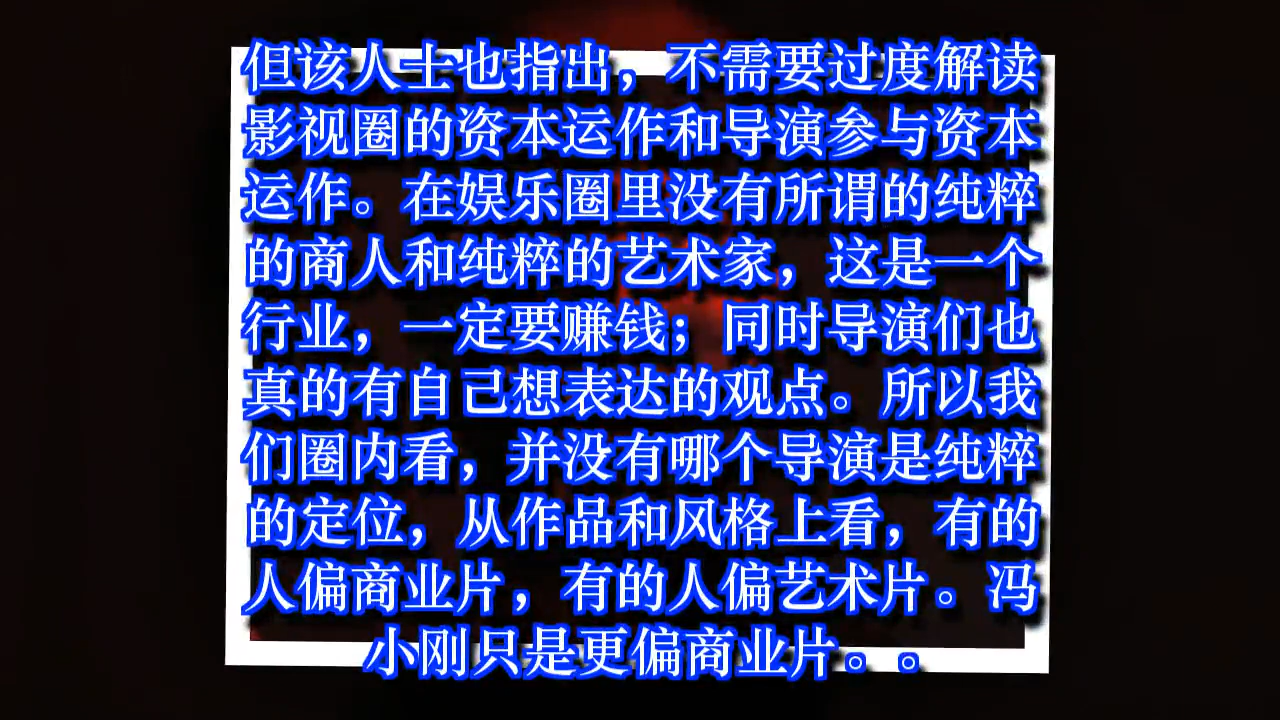 但该人士也指出，不需要过度解读
影视圈的资本运作和导演参与资本
运作。在娱乐圈里没有所谓的纯粹
的商人和纯粹的艺术家，这是一个
行业，一定要赚钱；同时导演们也
真的有自己想表达的观点。所以我
们圈内看，并没有哪个导演是纯粹
的定位，从作品和风格上看，有的
人偏商业片，有的人偏艺术片。冯
小刚只是更偏商业片。。